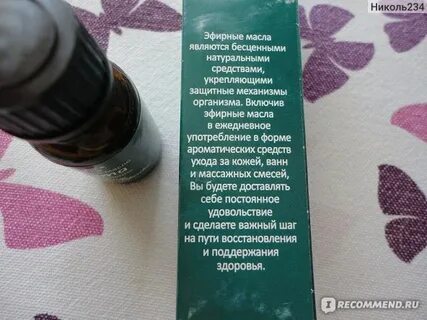 Николь234
Эфирные масла
являются бесценными
натуральными
средствами,
укрепляющими
защитные механизмы
организма. Включив
эфирные масла
в ежедневное
употребление в форме
ароматических средств
ухода за кожей, ванн
и массажных смесей,
Вы будете доставлять
себе постоянное
удовольствие
и сделаете важный шаг
на пути восстановления
и поддержания
здоровья.
IRECOMMEND.RU